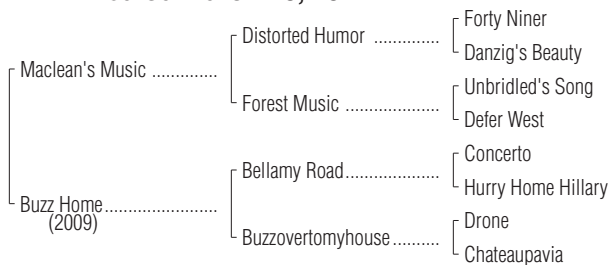 Forty Niner
Distorted Humor ..............
Danzig's Beauty
Maclean's Music ..............
Unbridled's Song
Forest Music ....................
Defer West
Concerto
Bellamy Road....................
Hurry Home Hillary
Buzz Home........................
(2009)
Drone
Buzzovertomyhouse..........
Chateaupavia